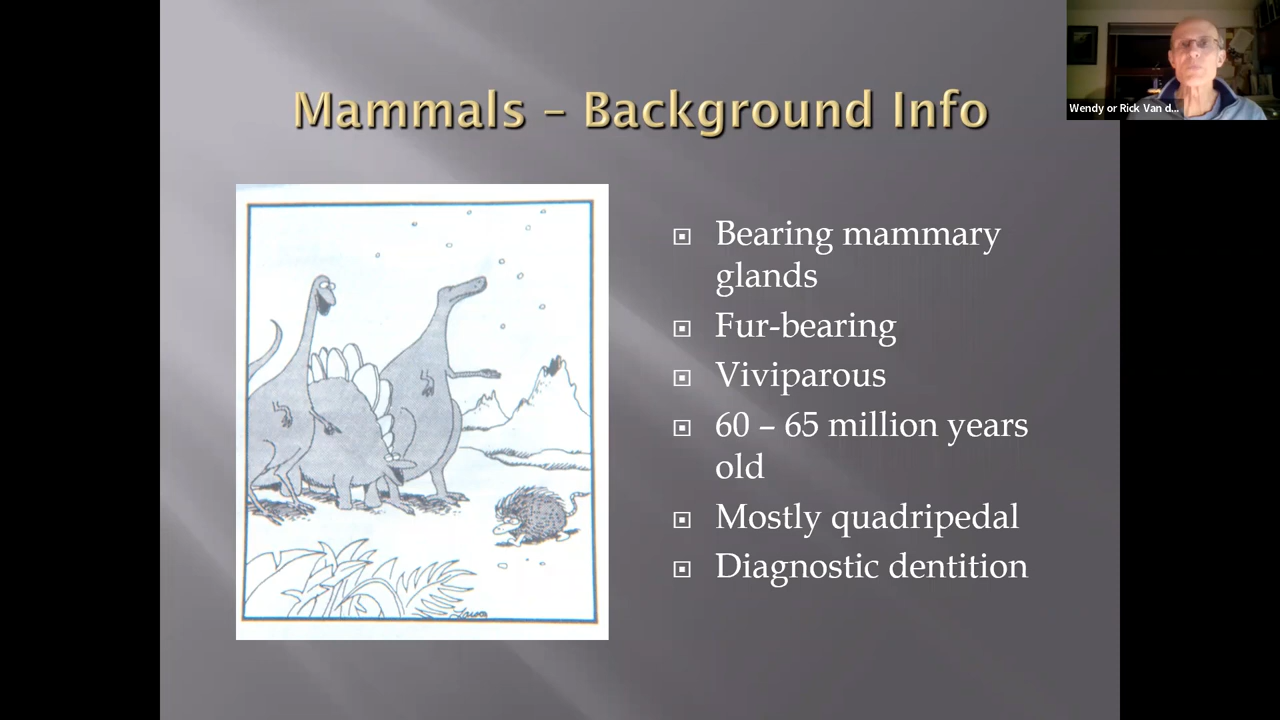 Mammals – Background Info
Wendy or Rick Van d...
Bearing mammary
glands
Fur-bearing
Viviparous
60 – 65 million years
old
Mostly quadripedal
Diagnostic dentition
Larson